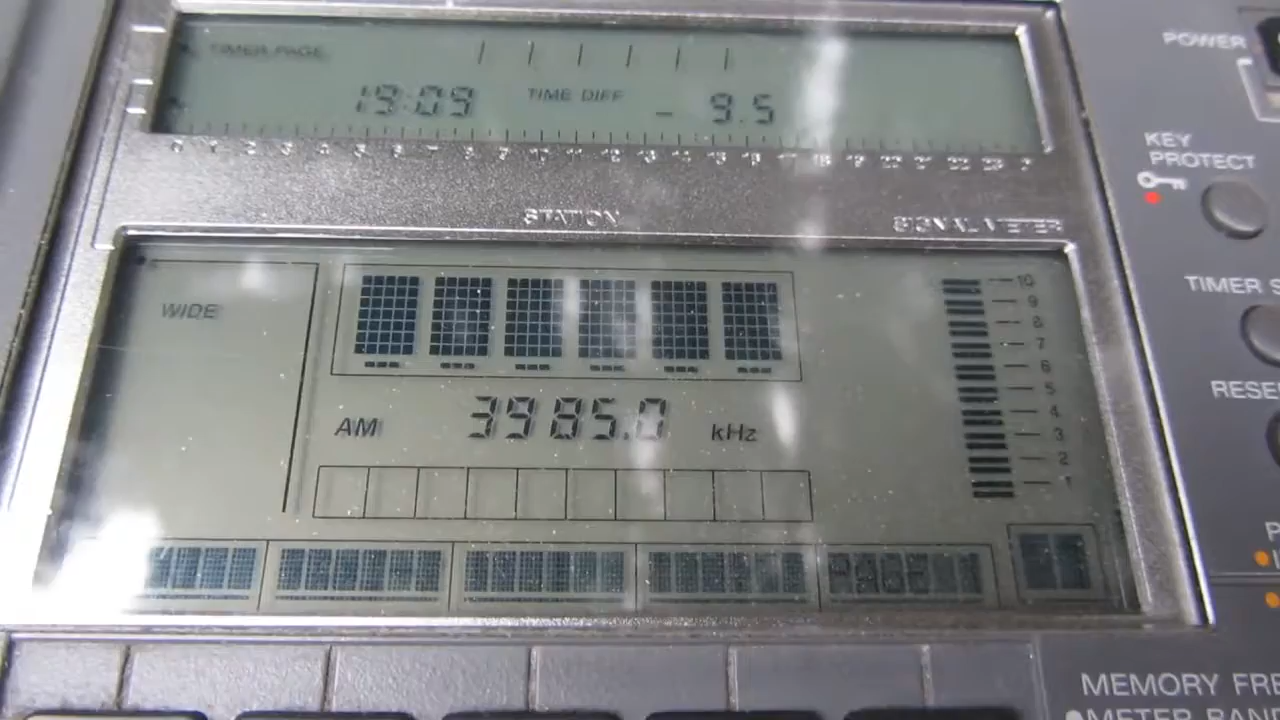 TIMER PAGE
19:09 TIME DIFF - 9.5
0 1 2 3 4 5 6 7 8 9 10 11 12 13 14 15 16 17 18 19 20 21 22 23
STATION
SIGNAL METER
WIDE
AM 3985.0 kHz
10
9
8
7
6
5
4
3
2
1
PAGE 1
POWER
KEY
PROTECT
TIMER S
RESE
P
MEMORY FRE
METER BAND